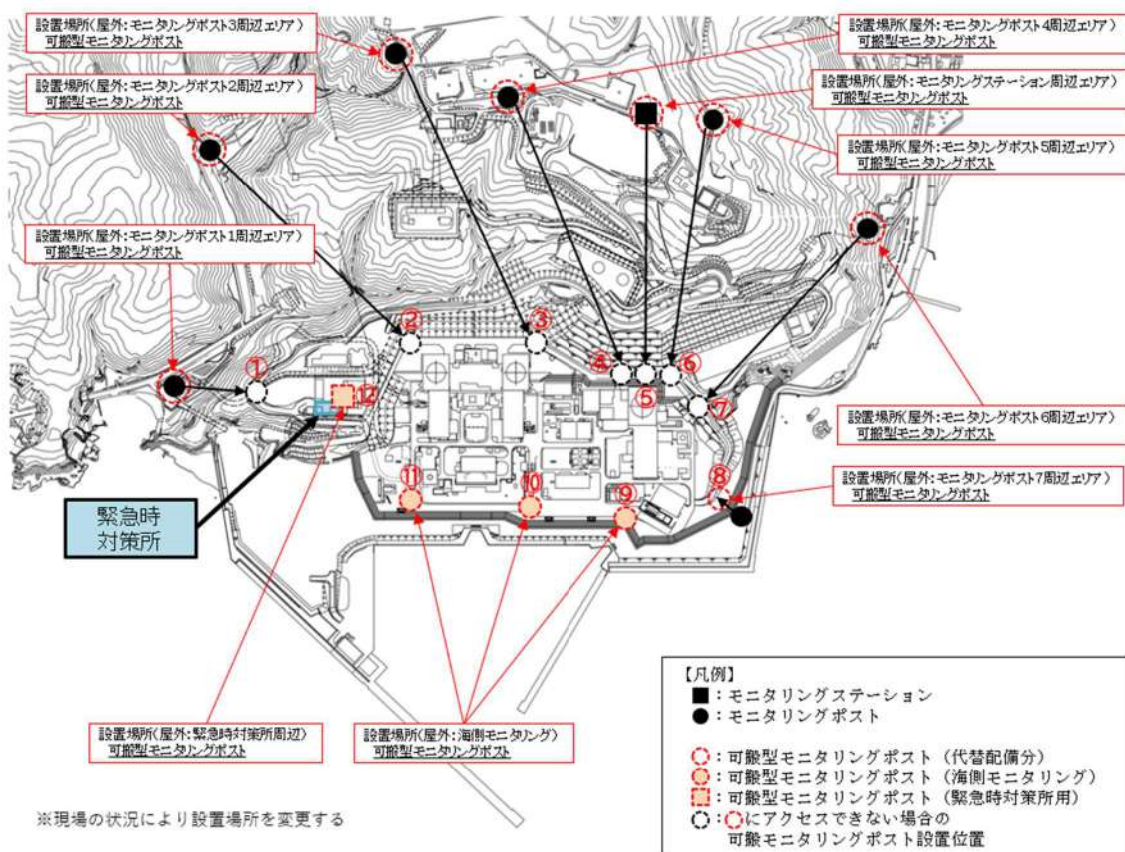 設置場所(屋外:モニタリングポスト3周辺エリア)
可搬型モニタリングポスト
設置場所(屋外:モニタリングポスト2周辺エリア)
可搬型モニタリングポスト
設置場所(屋外:モニタリングポスト4周辺エリア)
可搬型モニタリングポスト
設置場所(屋外:モニタリングステーション周辺エリア)
可搬型モニタリングポスト
設置場所(屋外:モニタリングポスト5周辺エリア)
可搬型モニタリングポスト
設置場所(屋外:モニタリングポスト1周辺エリア)
可搬型モニタリングポスト
①
②
③
④
⑤
⑥
⑦
⑧
⑨
⑩
⑪
⑫
設置場所(屋外:モニタリングポスト6周辺エリア)
可搬型モニタリングポスト
設置場所(屋外:モニタリングポスト7周辺エリア)
可搬型モニタリングポスト
緊急時
対策所
設置場所(屋外:緊急時対策所周辺)
可搬型モニタリングポスト
設置場所(屋外:海側モニタリング)
可搬型モニタリングポスト
※現場の状況により設置場所を変更する
【凡例】
■:モニタリングステーション
●:モニタリングポスト
:可搬型モニタリングポスト(代替配備分)
:可搬型モニタリングポスト(海側モニタリング)
:可搬型モニタリングポスト(緊急時対策所用)
:にアクセスできない場合の
可搬モニタリングポスト設置位置